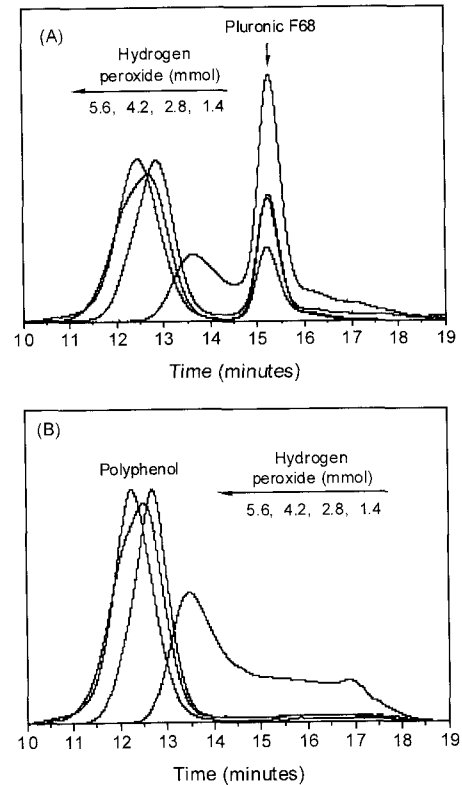 (A)
Pluronic F68
Hydrogen
peroxide (mmol)
5.6, 4.2, 2.8, 1.4
10 11 12 13 14 15 16 17 18 19
Time (minutes)
(B)
Polyphenol
Hydrogen
peroxide (mmol)
5.6, 4.2, 2.8, 1.4
10 11 12 13 14 15 16 17 18 19
Time (minutes)